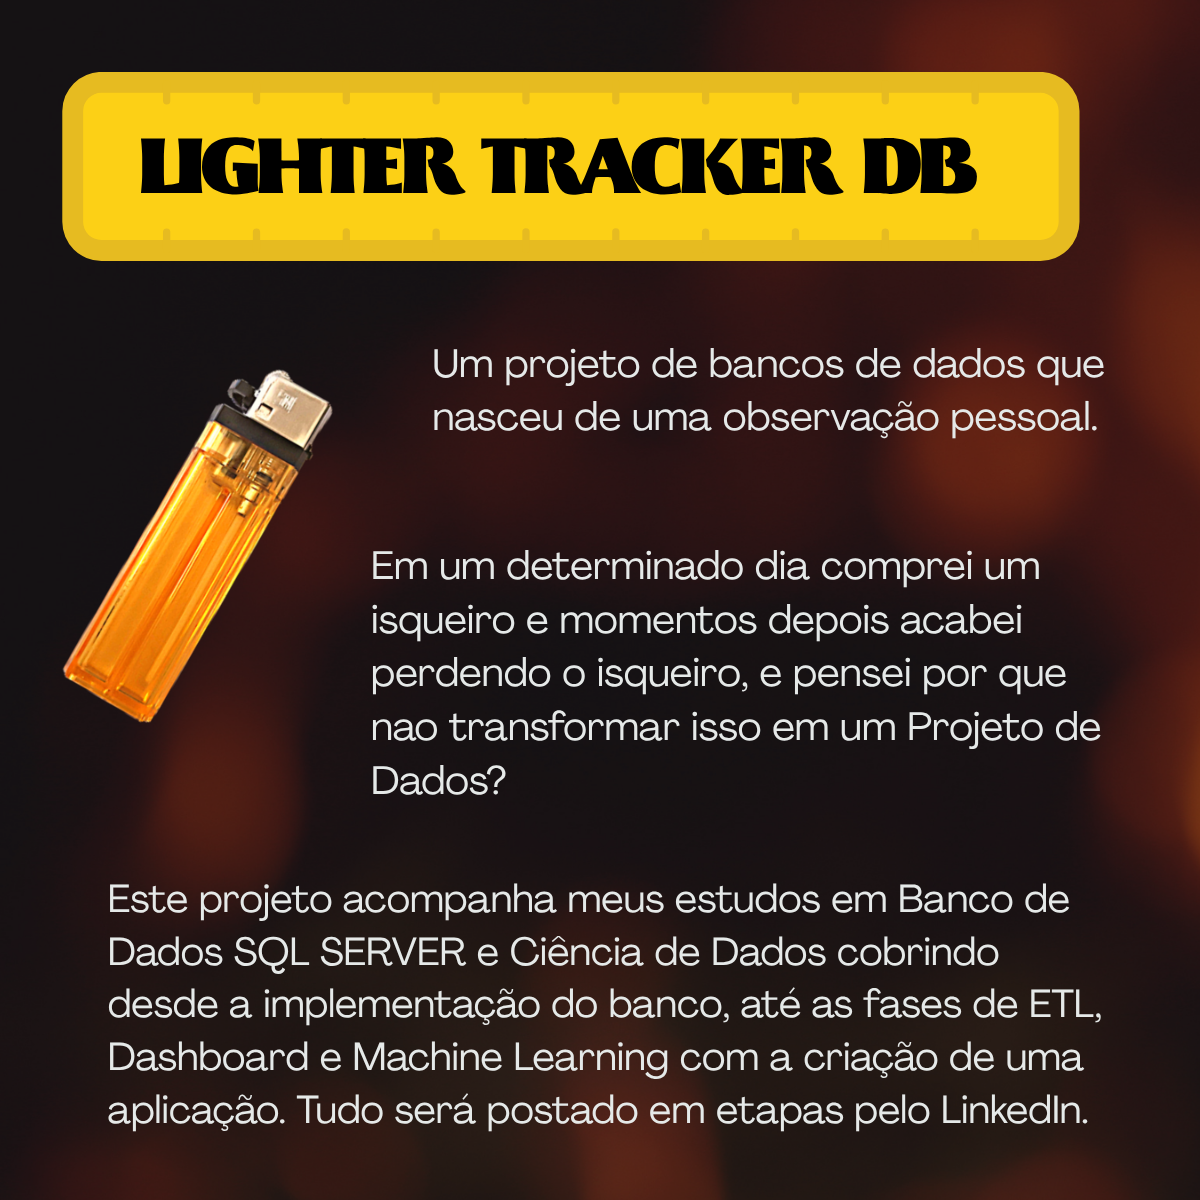 LIGHTER TRACKER DB
Um projeto de bancos de dados que
nasceu de uma observação pessoal.
Em um determinado dia comprei um
isqueiro e momentos depois acabei
perdendo o isqueiro, e pensei por que
nao transformar isso em um Projeto de
Dados?
Este projeto acompanha meus estudos em Banco de
Dados SQL SERVER e Ciência de Dados cobrindo
desde a implementação do banco, até as fases de ETL,
Dashboard e Machine Learning com a criação de uma
aplicação. Tudo será postado em etapas pelo LinkedIn.